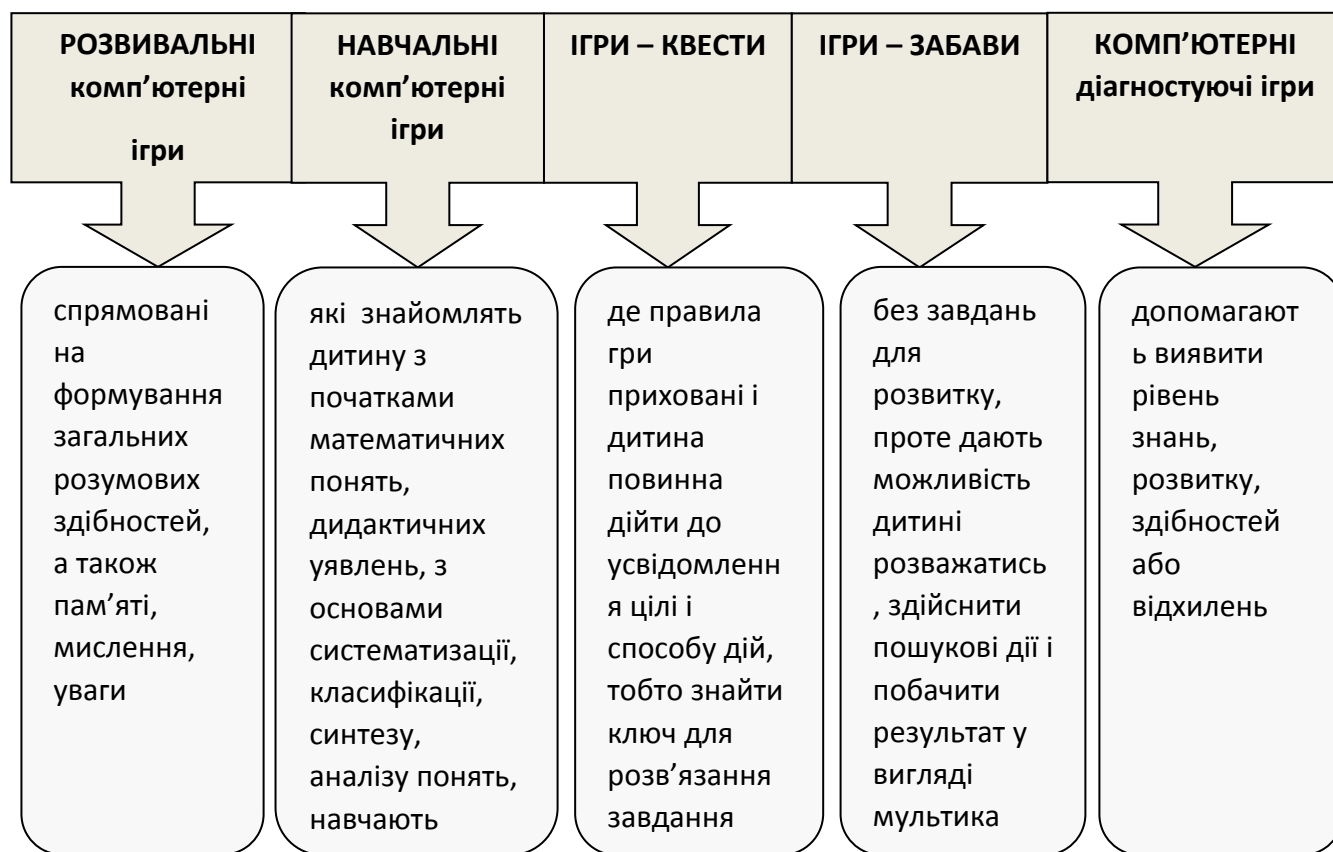 РОЗВИВАЛЬНІ
комп’ютерні
ігри
НАВЧАЛЬНІ
комп’ютерні
ігри
ІГРИ – КВЕСТИ
ІГРИ – ЗАБАВИ
КОМП’ЮТЕРНІ
діагностуючі ігри
спрямовані
на
формування
загальних
розумових
здібностей,
а також
пам’яті,
мислення,
уваги
які знайомлять
дитину з
початками
математичних
понять,
дидактичних
уявлень, з
основами
систематизації,
класифікації,
синтезу,
аналізу понять,
навчають
де правила
гри
приховані і
дитина
повинна
дійти до
усвідомленн
я цілі і
способу дій,
тобто знайти
ключ для
розв’язання
завдання
без завдань
для
розвитку,
проте дають
можливість
дитині
розважатись
, здійснити
пошукові дії і
побачити
результат у
вигляді
мультика
допомагают
ь виявити
рівень
знань,
розвитку,
здібностей
або
відхилень